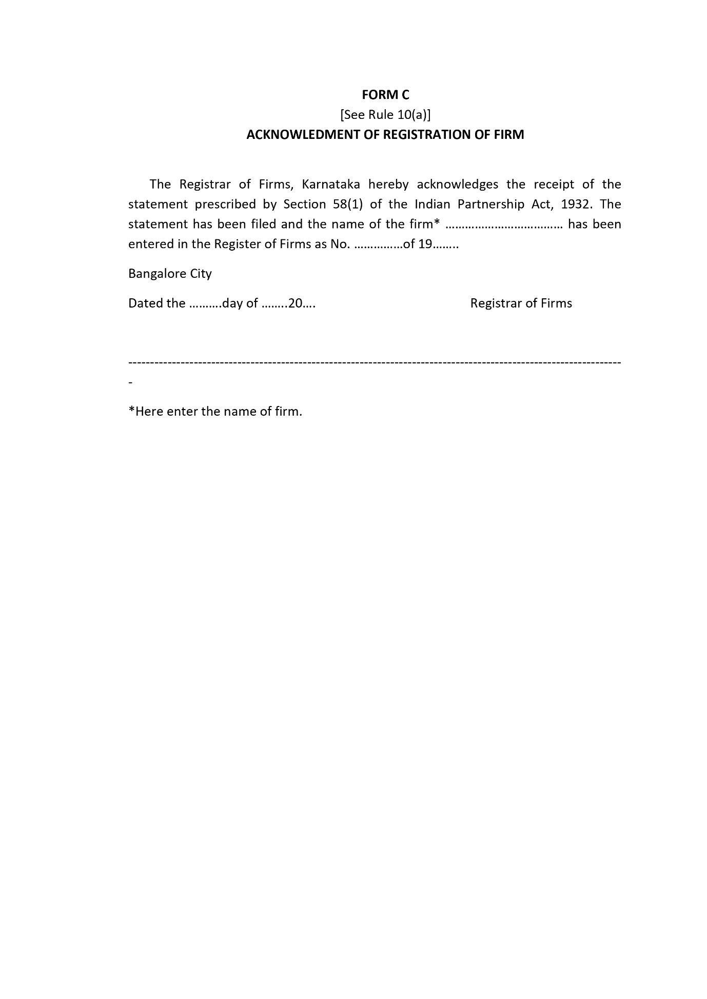 FORM C
[See Rule 10(a)]
ACKNOWLEDMENT OF REGISTRATION OF FIRM
The Registrar of Firms, Karnataka hereby acknowledges the receipt of the
statement prescribed by Section 58(1) of the Indian Partnership Act, 1932. The
statement has been filed and the name of the firm* ……………………………… has been
entered in the Register of Firms as No. ……………of 19……..
Bangalore City
Dated the ……….day of ……..20…. Registrar of Firms
-----------------------------------------------------------------------------------------------------------------
-
*Here enter the name of firm.